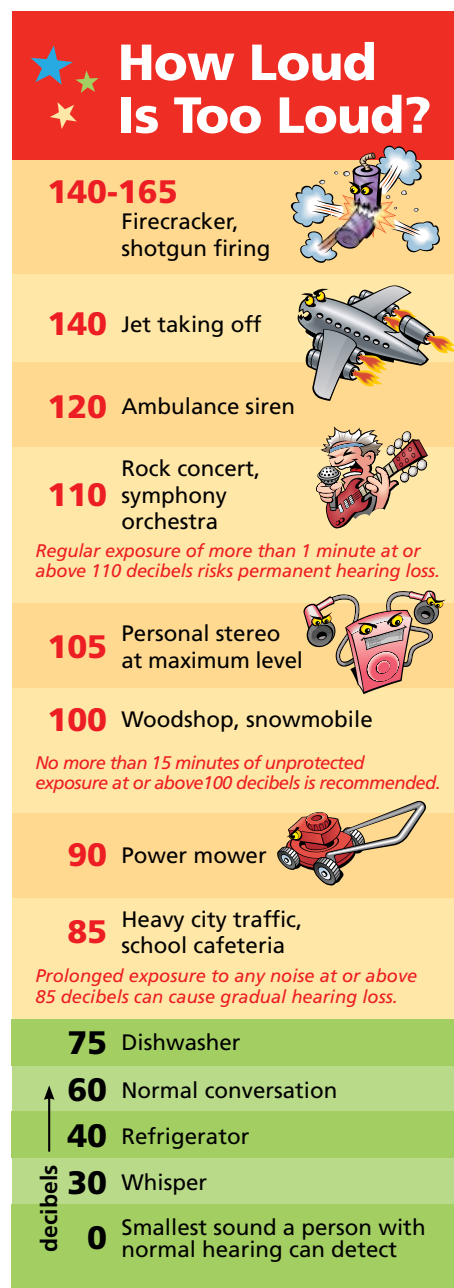 How Loud
Is Too Loud?
140-165
Firecracker,
shotgun firing
140 Jet taking off
120 Ambulance siren
110 Rock concert,
symphony
orchestra
Regular exposure of more than 1 minute at or
above 110 decibels risks permanent hearing loss.
105 Personal stereo
at maximum level
100 Woodshop, snowmobile
No more than 15 minutes of unprotected
exposure at or above100 decibels is recommended.
90 Power mower
85 Heavy city traffic,
school cafeteria
Prolonged exposure to any noise at or above
85 decibels can cause gradual hearing loss.
75 Dishwasher
60 Normal conversation
40 Refrigerator
30 Whisper
0 Smallest sound a person with
normal hearing can detect
decibels